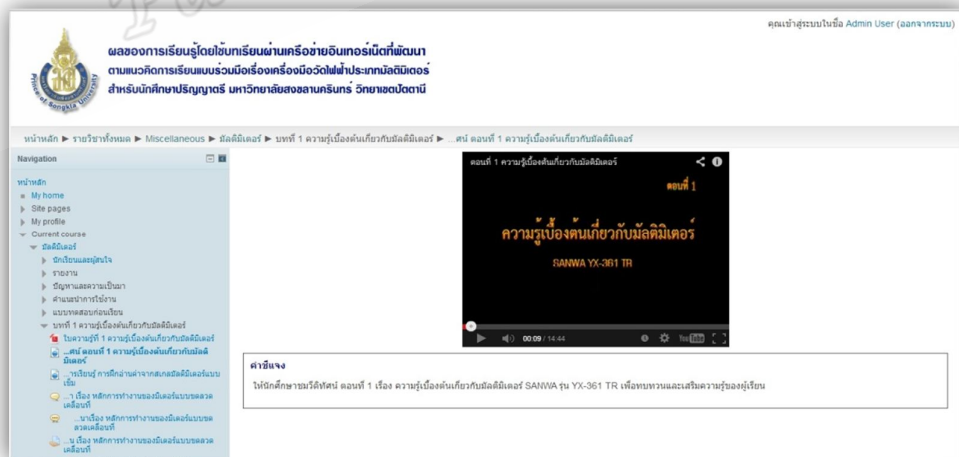 คุณเข้าสู่ระบบในชื่อ Admin User (ออกจากระบบ)
ผลของการเรียนรู้โดยใช้บทเรียนผ่านเครือข่ายอินเทอร์เน็ตที่พัฒนา
ตามแนวคิดการเรียนแบบร่วมมือเรื่องเครื่องมือวัดไฟฟ้าประเภทมัลติมิเตอร์
สำหรับนักศึกษาปริญญาตรี มหาวิทยาลัยสงขลานครินทร์ วิทยาเขตปัตตานี
Prince of Songkla University
หน้าหลัก ► รายวิชาทั้งหมด ► Miscellaneous ► มัลติมิเตอร์ ► บทที่ 1 ความรู้เบื้องต้นเกี่ยวกับมัลติมิเตอร์ ► ...ศน์ ตอนที่ 1 ความรู้เบื้องต้นเกี่ยวกับมัลติมิเตอร์
Navigation
หน้าหลัก
My home
Site pages
My profile
Current course
มัลติมิเตอร์
นักเรียนและผู้สนใจ
รายงาน
ปัญหาและความเป็นมา
คำแนะนำการใช้งาน
แบบทดสอบก่อนเรียน
บทที่ 1 ความรู้เบื้องต้นเกี่ยวกับมัลติมิเตอร์
ใบความรู้ที่ 1 ความรู้เบื้องต้นเกี่ยวกับมัลติมิเตอร์
...ศน์ ตอนที่ 1 ความรู้เบื้องต้นเกี่ยวกับมัลติ
มิเตอร์
...รเรียนรู้ การฝึกอ่านค่าจากสเกลมัลติมิเตอร์แบบ
เข็ม
...า เรื่อง หลักการทำงานของมิเตอร์แบบขดลวด
เคลื่อนที่
...นาเรื่อง หลักการทำงานของมิเตอร์แบบขด
ลวดเคลื่อนที่
...น เรื่อง หลักการทำงานของมิเตอร์แบบขดลวด
เคลื่อนที่
ตอนที่ 1 ความรู้เบื้องต้นเกี่ยวกับมัลติมิเตอร์
ตอนที่ 1
ความรู้เบื้องต้นเกี่ยวกับมัลติมิเตอร์
SANWA YX-361 TR
00:09 / 14:44
YouTube
คำชี้แจง
ให้นักศึกษาชมวีดิทัศน์ ตอนที่ 1 เรื่อง ความรู้เบื้องต้นเกี่ยวกับมัลติมิเตอร์ SANWA รุ่น YX-361 TR เพื่อทบทวนและเสริมความรู้ของผู้เรียน